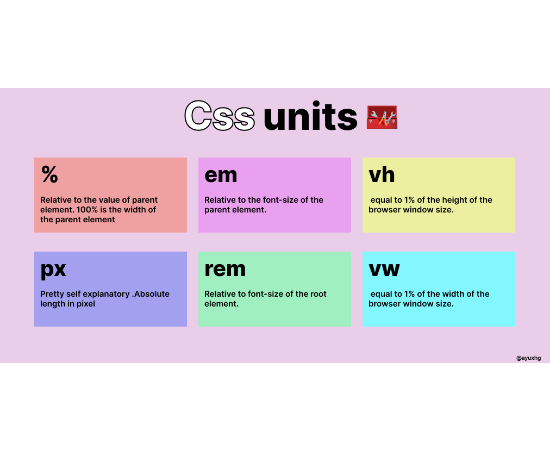 Css units
%
Relative to the value of parent
element. 100% is the width of
the parent element
em
Relative to the font-size of the
parent element.
vh
equal to 1% of the height of the
browser window size.
px
Pretty self explanatory .Absolute
length in pixel
rem
Relative to font-size of the root
element.
vw
equal to 1% of the width of the
browser window size.
@ayuxhg